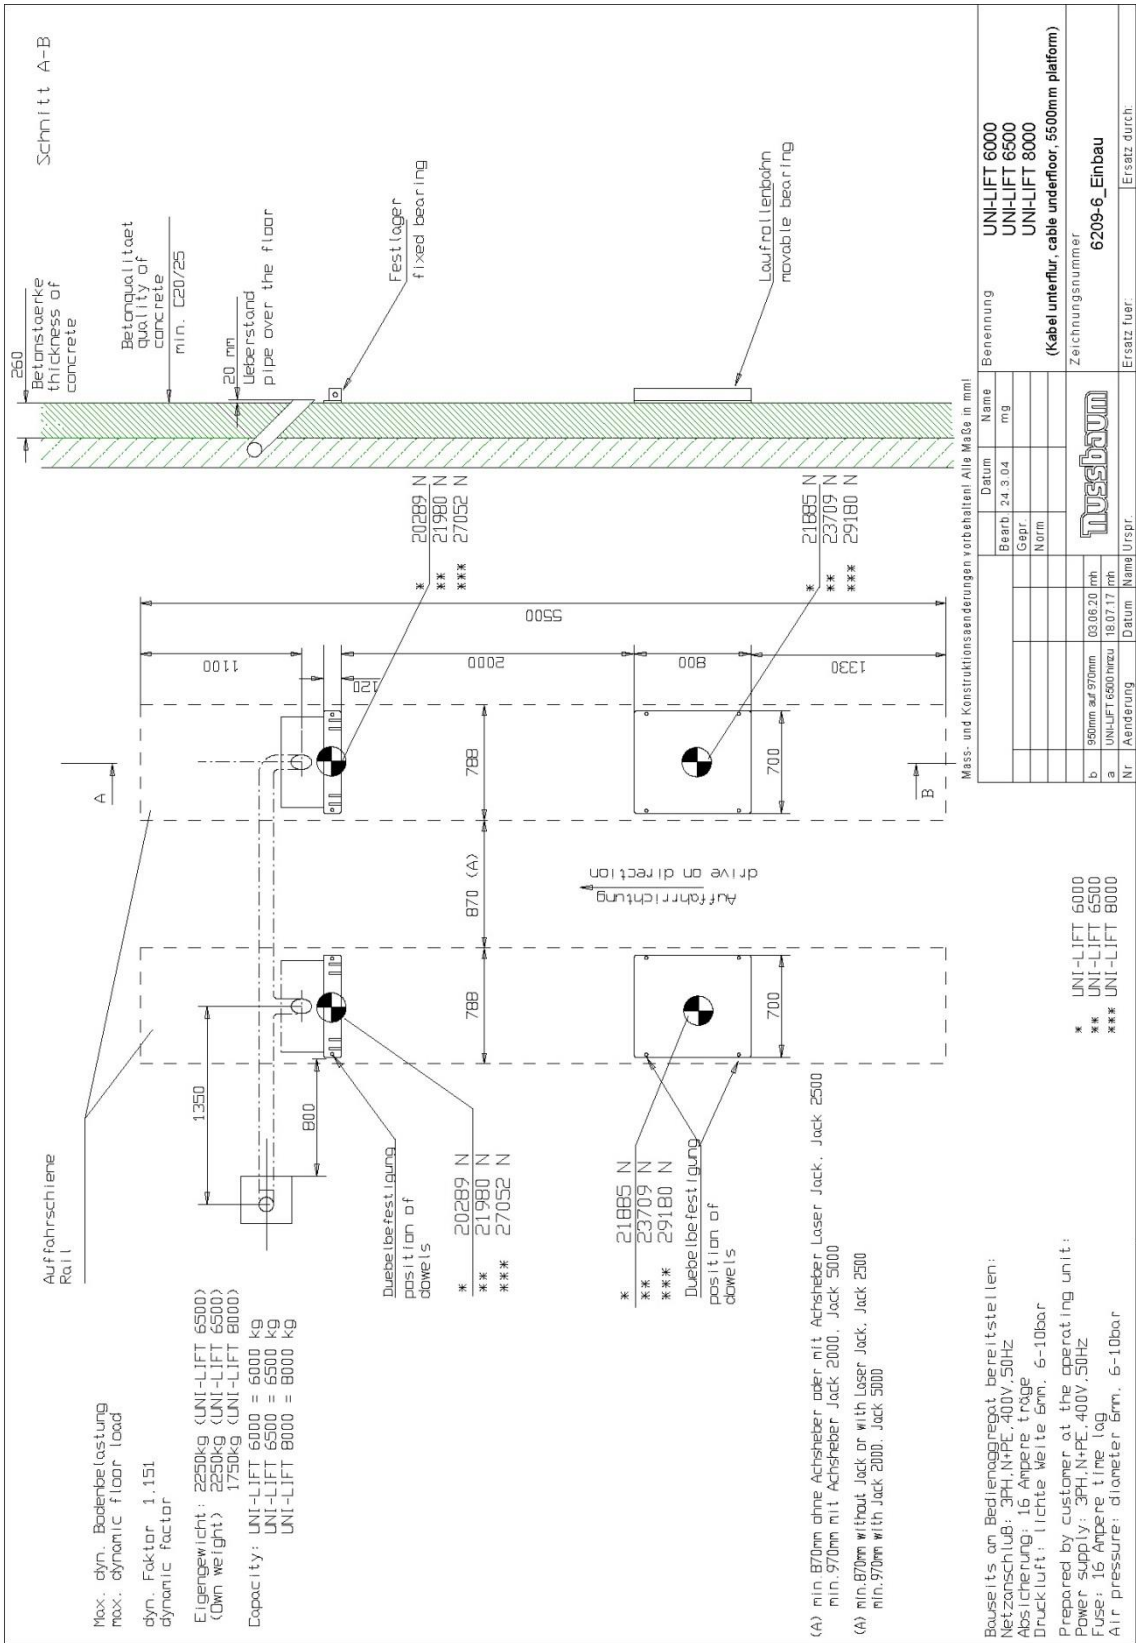 Schnitt A-B
260
Betonstaerke
thickness of
concrete
Betonqualitaet
quality of
concrete
min. C20/25
20 mm
Ueberstand
pipe over the floor
Festlager
fixed bearing
Laufrollenbahn
movable bearing
* 20289 N
** 21980 N
*** 27052 N
* 21885 N
** 23709 N
*** 29180 N
5500
1100
120
2000
800
1330
A
788
700
B
870 (A)
Auffahrrichtung
drive on direction
788
700
1350
800
Auffahrschiene
Rail
Duebelbefestigung
position of
dowels
* 20289 N
** 21980 N
*** 27052 N
* 21885 N
** 23709 N
*** 29180 N
Duebelbefestigung
position of
dowels
Max. dyn. Bodenbelastung
max. dynamic floor load
dyn. Faktor 1.151
dynamic factor
Eigengewicht: 2250kg (UNI-LIFT 6500)
(Own weight) 2250kg (UNI-LIFT 6500)
1750kg (UNI-LIFT 8000)
Capacity: UNI-LIFT 6000 = 6000 kg
UNI-LIFT 6500 = 6500 kg
UNI-LIFT 8000 = 8000 kg
(A) min.870mm ohne Achsheber oder mit Achsheber Laser Jack, Jack 2500
min.970mm mit Achsheber Jack 2000, Jack 5000
(A) min.870mm without Jack or with Laser Jack, Jack 2500
min.970mm with Jack 2000, Jack 5000
Bauseits am Bedienaggregat bereitstellen:
Netzanschluß: 3PH,N+PE,400V,50HZ
Absicherung: 16 Ampere träge
Druckluft: lichte Weite 6mm, 6-10bar
Prepared by customer at the operating unit:
Power supply: 3PH,N+PE,400V,50HZ
Fuse: 16 Ampere time lag
Air pressure: diameter 6mm, 6-10bar
* UNI-LIFT 6000
** UNI-LIFT 6500
*** UNI-LIFT 8000
Mass- und Konstruktionsaenderungen vorbehalten! Alle Maße in mm!
Datum Name
Bearb. 24.3.04 mg
Gepr.
Norm
Benennung
UNI-LIFT 6000
UNI-LIFT 6500
UNI-LIFT 8000
(Kabel unterflur, cable underfloor, 5500mm platform)
Nussbaum
Zeichnungsnummer
6209-6_Einbau
b 950mm auf 970mm 03.06.20 mh
a UNI-LIFT 6500 hinzu 18.07.17 mh
Nr Aenderung Datum Name Urspr.
Ersatz fuer: Ersatz durch: